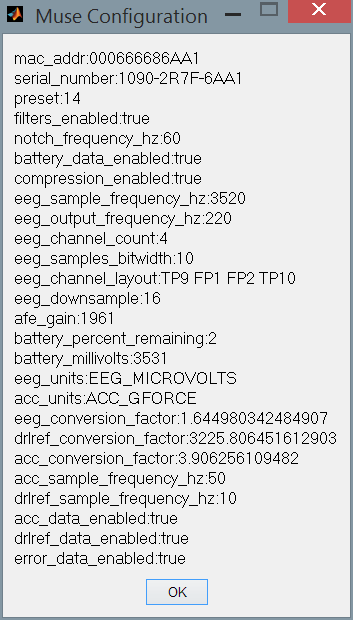 Muse Configuration
mac_addr:000666686AA1
serial_number:1090-2R7F-6AA1
preset:14
filters_enabled:true
notch_frequency_hz:60
battery_data_enabled:true
compression_enabled:true
eeg_sample_frequency_hz:3520
eeg_output_frequency_hz:220
eeg_channel_count:4
eeg_samples_bitwidth:10
eeg_channel_layout:TP9 FP1 FP2 TP10
eeg_downsample:16
afe_gain:1961
battery_percent_remaining:2
battery_millivolts:3531
eeg_units:EEG_MICROVOLTS
acc_units:ACC_GFORCE
eeg_conversion_factor:1.644980342484907
drlref_conversion_factor:3225.806451612903
acc_conversion_factor:3.906256109482
acc_sample_frequency_hz:50
drlref_sample_frequency_hz:10
acc_data_enabled:true
drlref_data_enabled:true
error_data_enabled:true
OK